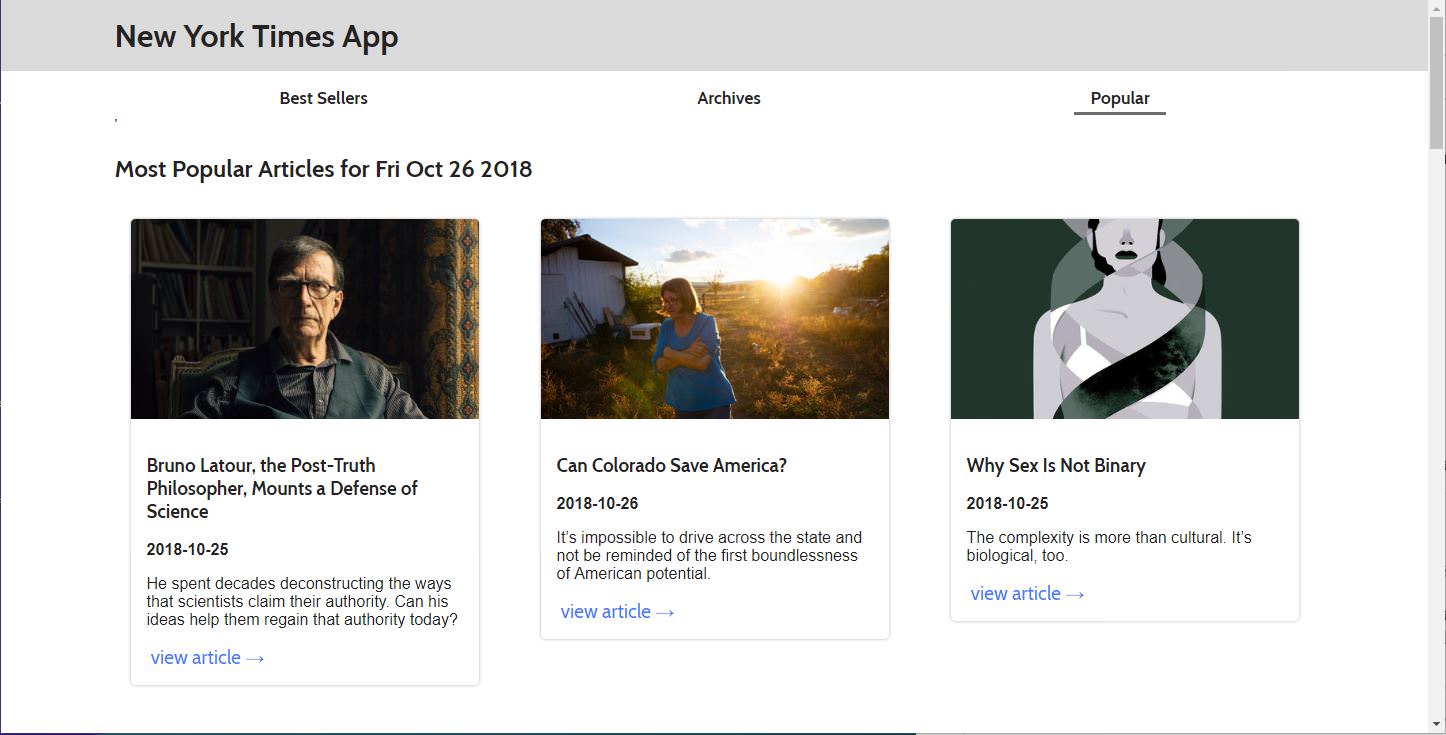 New York Times App
Best Sellers
Archives
Popular
Most Popular Articles for Fri Oct 26 2018
Bruno Latour, the Post-Truth
Philosopher, Mounts a Defense of
Science
2018-10-25
He spent decades deconstructing the ways
that scientists claim their authority. Can his
ideas help them regain that authority today?
view article →
Can Colorado Save America?
2018-10-26
It’s impossible to drive across the state and
not be reminded of the first boundlessness
of American potential.
view article →
Why Sex Is Not Binary
2018-10-25
The complexity is more than cultural. It’s
biological, too.
view article →